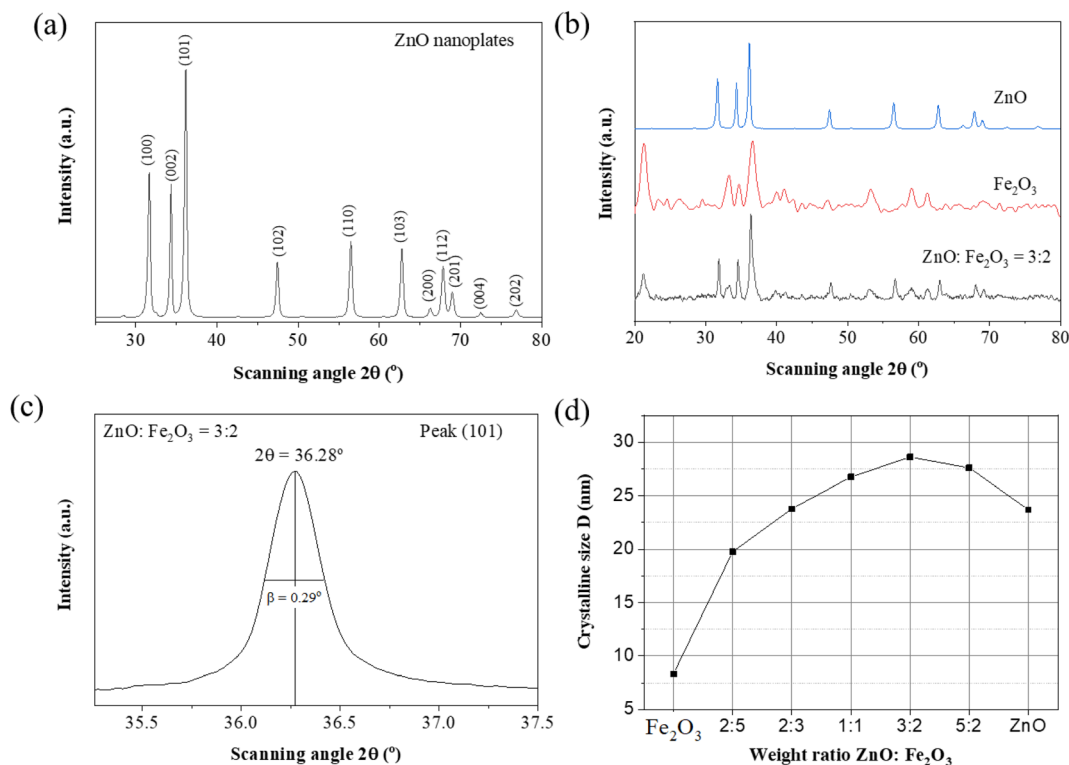 (a)
ZnO nanoplates
(101)
(100)
(002)
(102)
(110)
(103)
(200)
(112)
(201)
(004)
(202)
Intensity (a.u.)
30 40 50 60 70 80
Scanning angle 2θ (º)
(b)
ZnO
Fe₂O₃
ZnO: Fe₂O₃ = 3:2
Intensity (a.u.)
20 30 40 50 60 70 80
Scanning angle 2θ (º)
(c)
ZnO: Fe₂O₃ = 3:2
Peak (101)
2θ = 36.28º
β = 0.29º
Intensity (a.u.)
35.5 36.0 36.5 37.0 37.5
Scanning angle 2θ (º)
(d)
30
25
20
15
10
5
Crystalline size D (nm)
Fe₂O₃ 2:5 2:3 1:1 3:2 5:2 ZnO
Weight ratio ZnO: Fe₂O₃